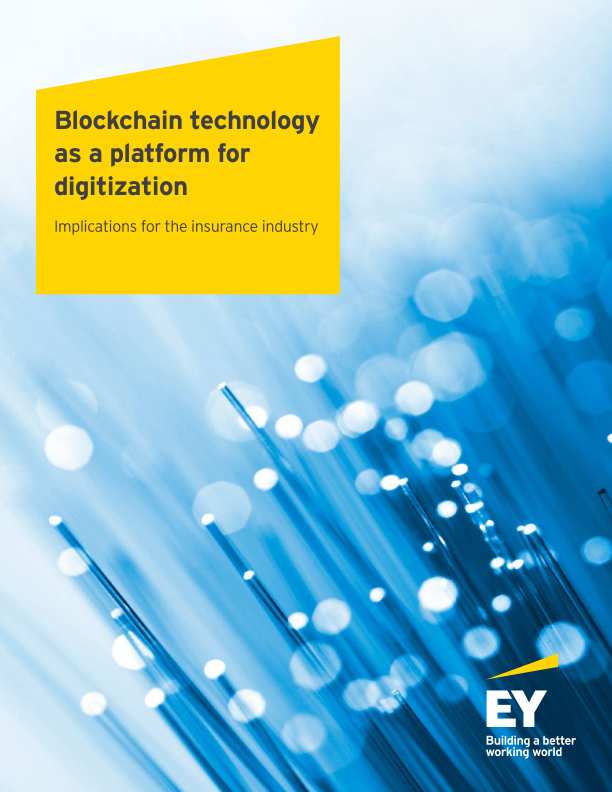 Blockchain technology
as a platform for
digitization
Implications for the insurance industry
EY
Building a better
working world